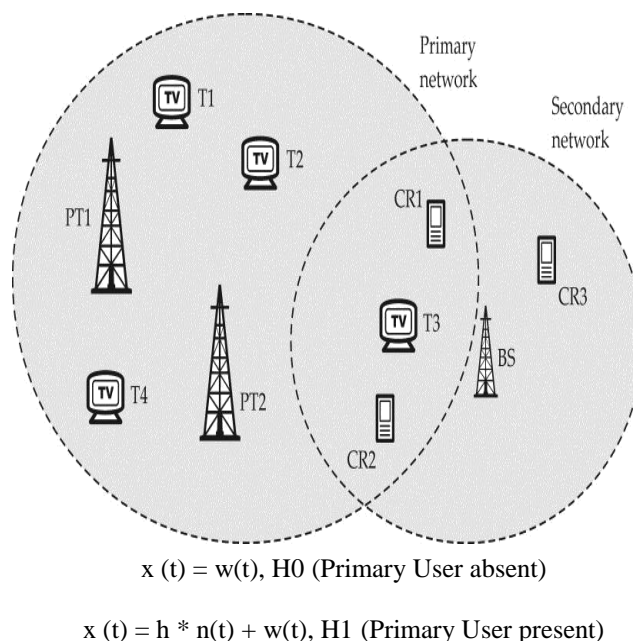 Primary
network
Secondary
network
TV T1
TV T2
CR1
PT1
CR3
TV T3
BS
TV T4
PT2
CR2
x (t) = w(t), H0 (Primary User absent)
x (t) = h * n(t) + w(t), H1 (Primary User present)